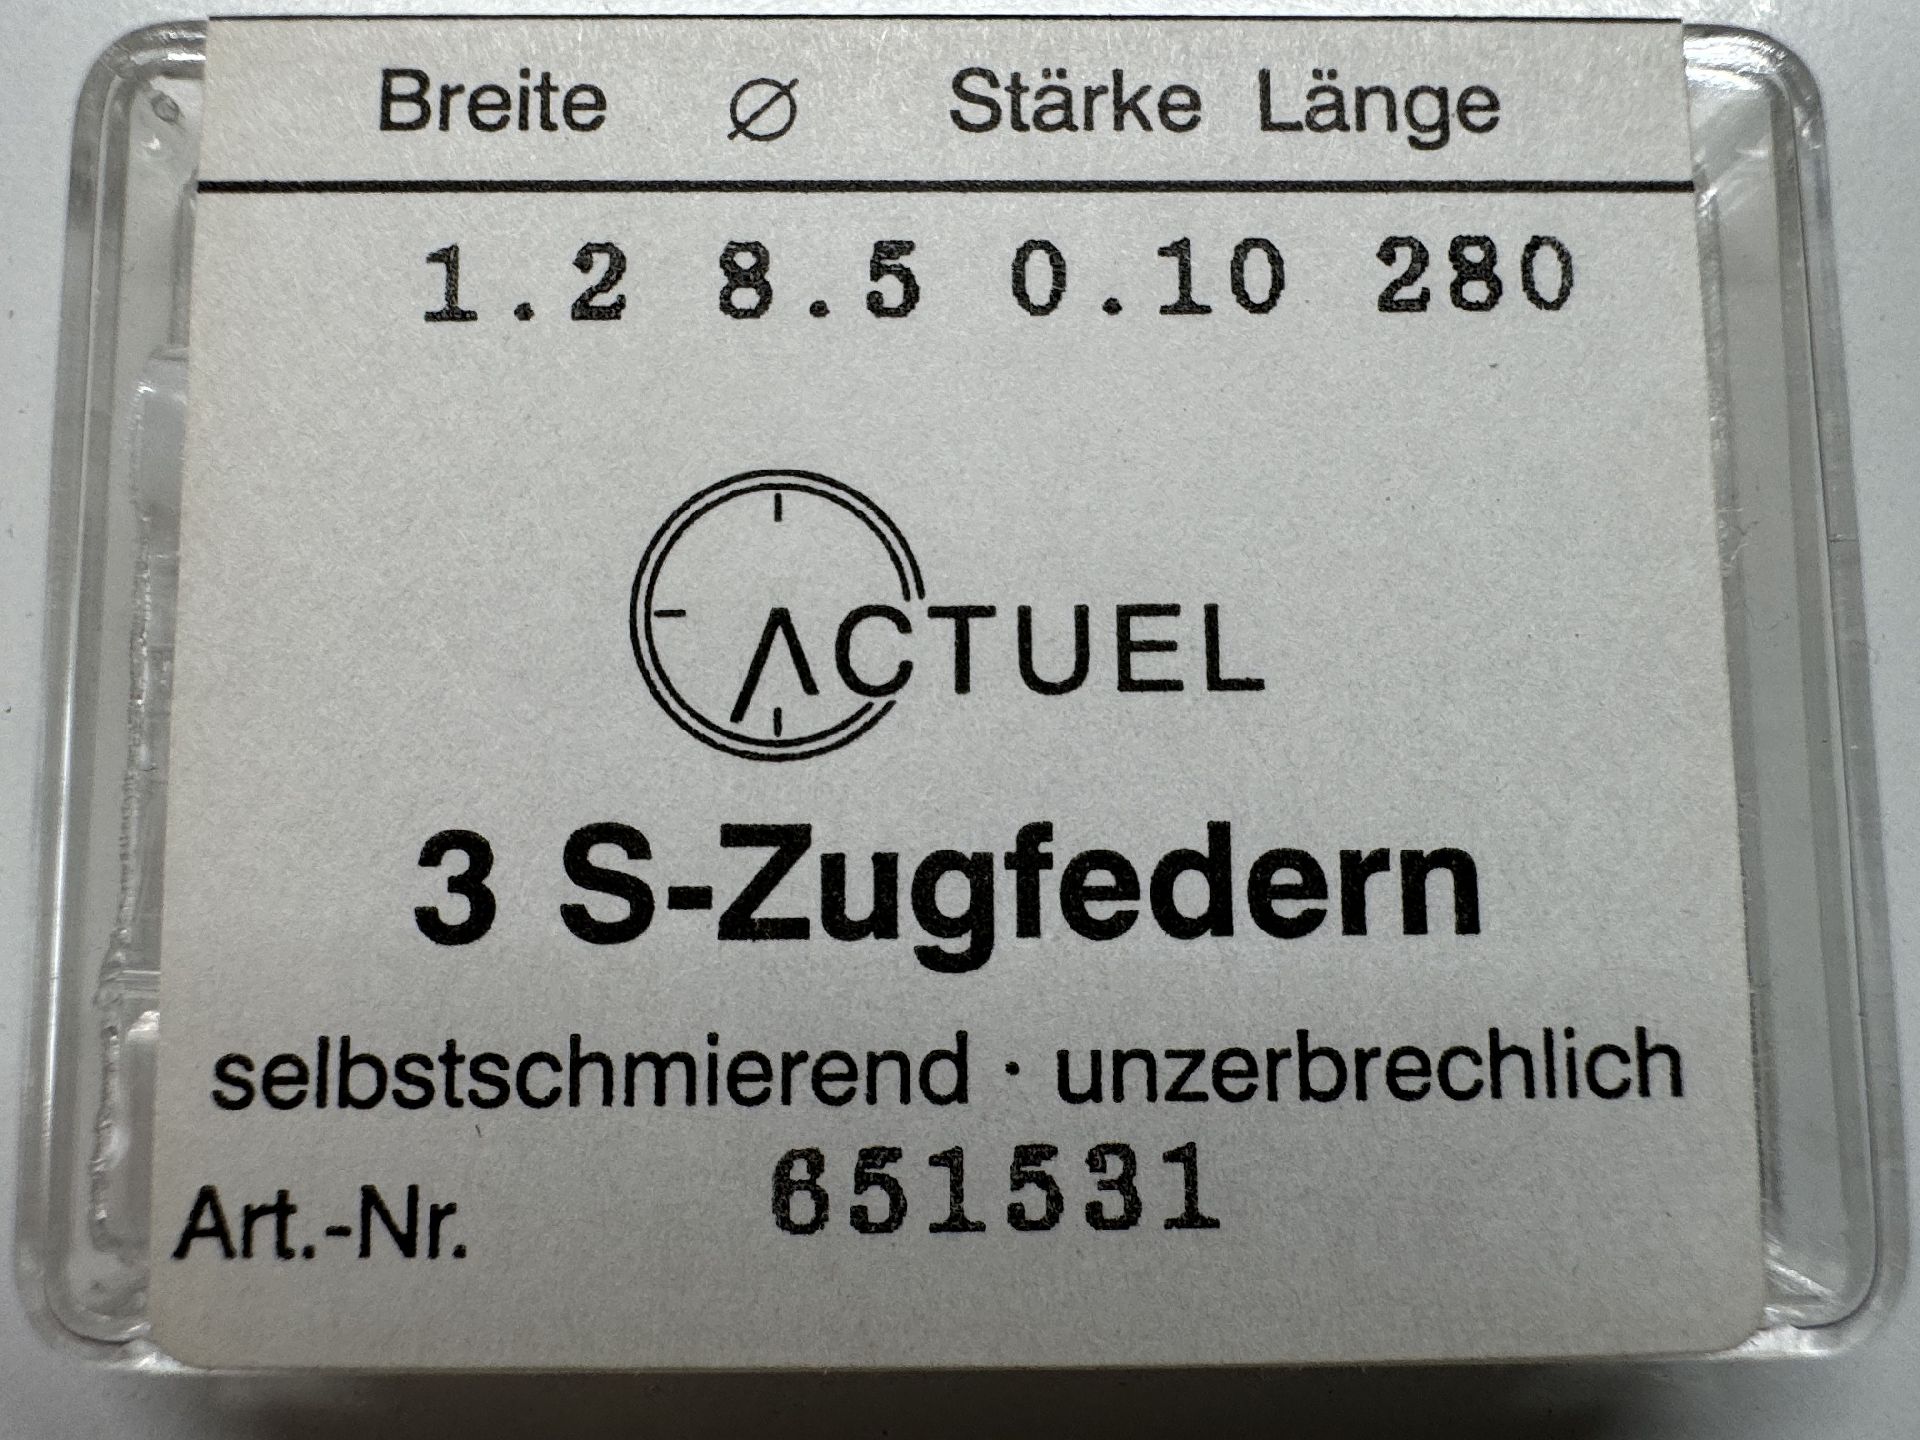 Breite ∅ Stärke Länge
1.2 8.5 0.10 280
ACTUEL
3 S-Zugfedern
selbstschmierend · unzerbrechlich
Art.-Nr. 651531